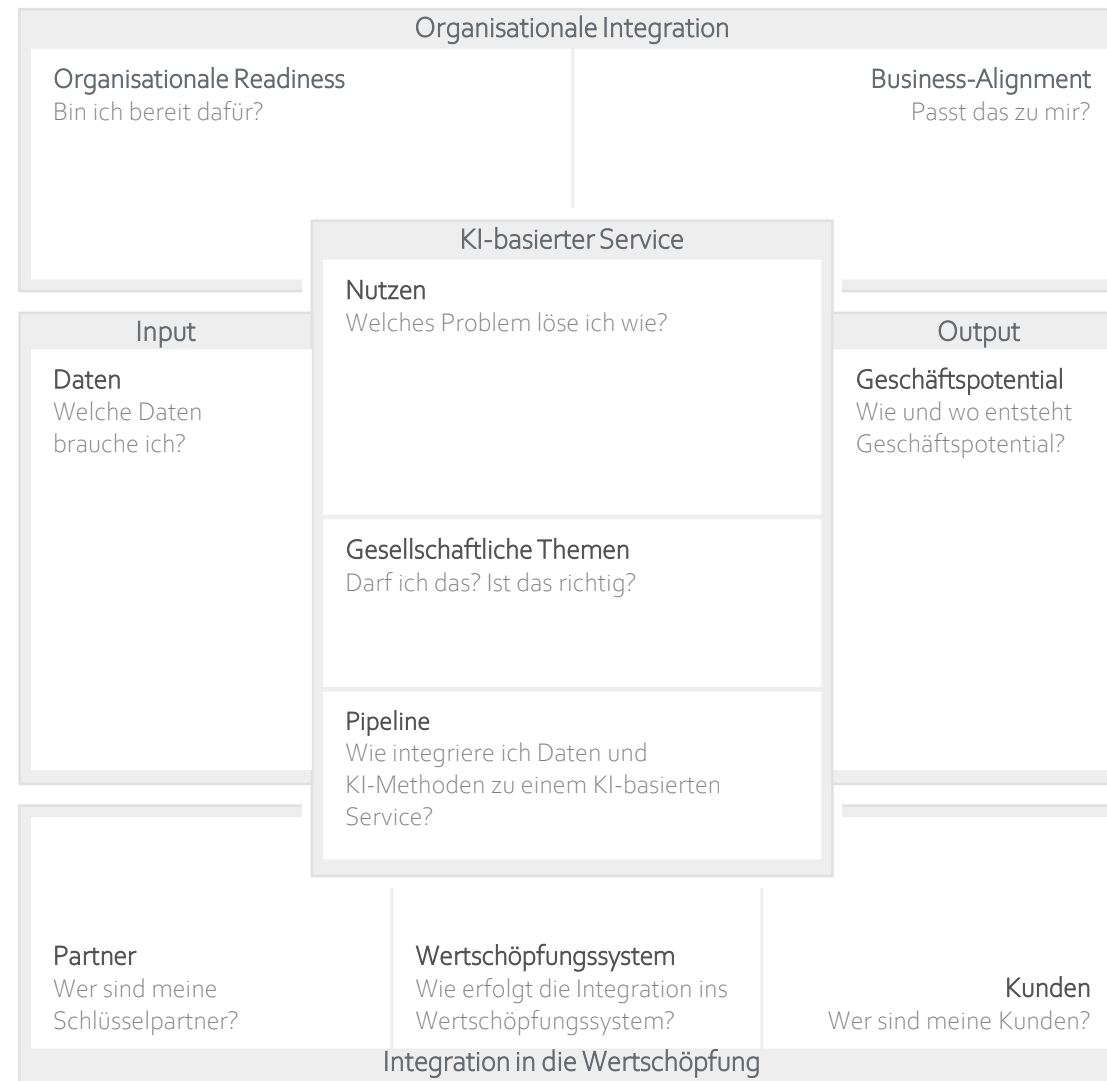 Organisationale Integration
Organisationale Readiness
Bin ich bereit dafür?
Business-Alignment
Passt das zu mir?
KI-basierter Service
Nutzen
Welches Problem löse ich wie?
Input
Daten
Welche Daten
brauche ich?
Output
Geschäftspotential
Wie und wo entsteht
Geschäftspotential?
Gesellschaftliche Themen
Darf ich das? Ist das richtig?
Pipeline
Wie integriere ich Daten und
KI-Methoden zu einem KI-basierten
Service?
Partner
Wer sind meine
Schlüsselpartner?
Wertschöpfungssystem
Wie erfolgt die Integration ins
Wertschöpfungssystem?
Kunden
Wer sind meine Kunden?
Integration in die Wertschöpfung